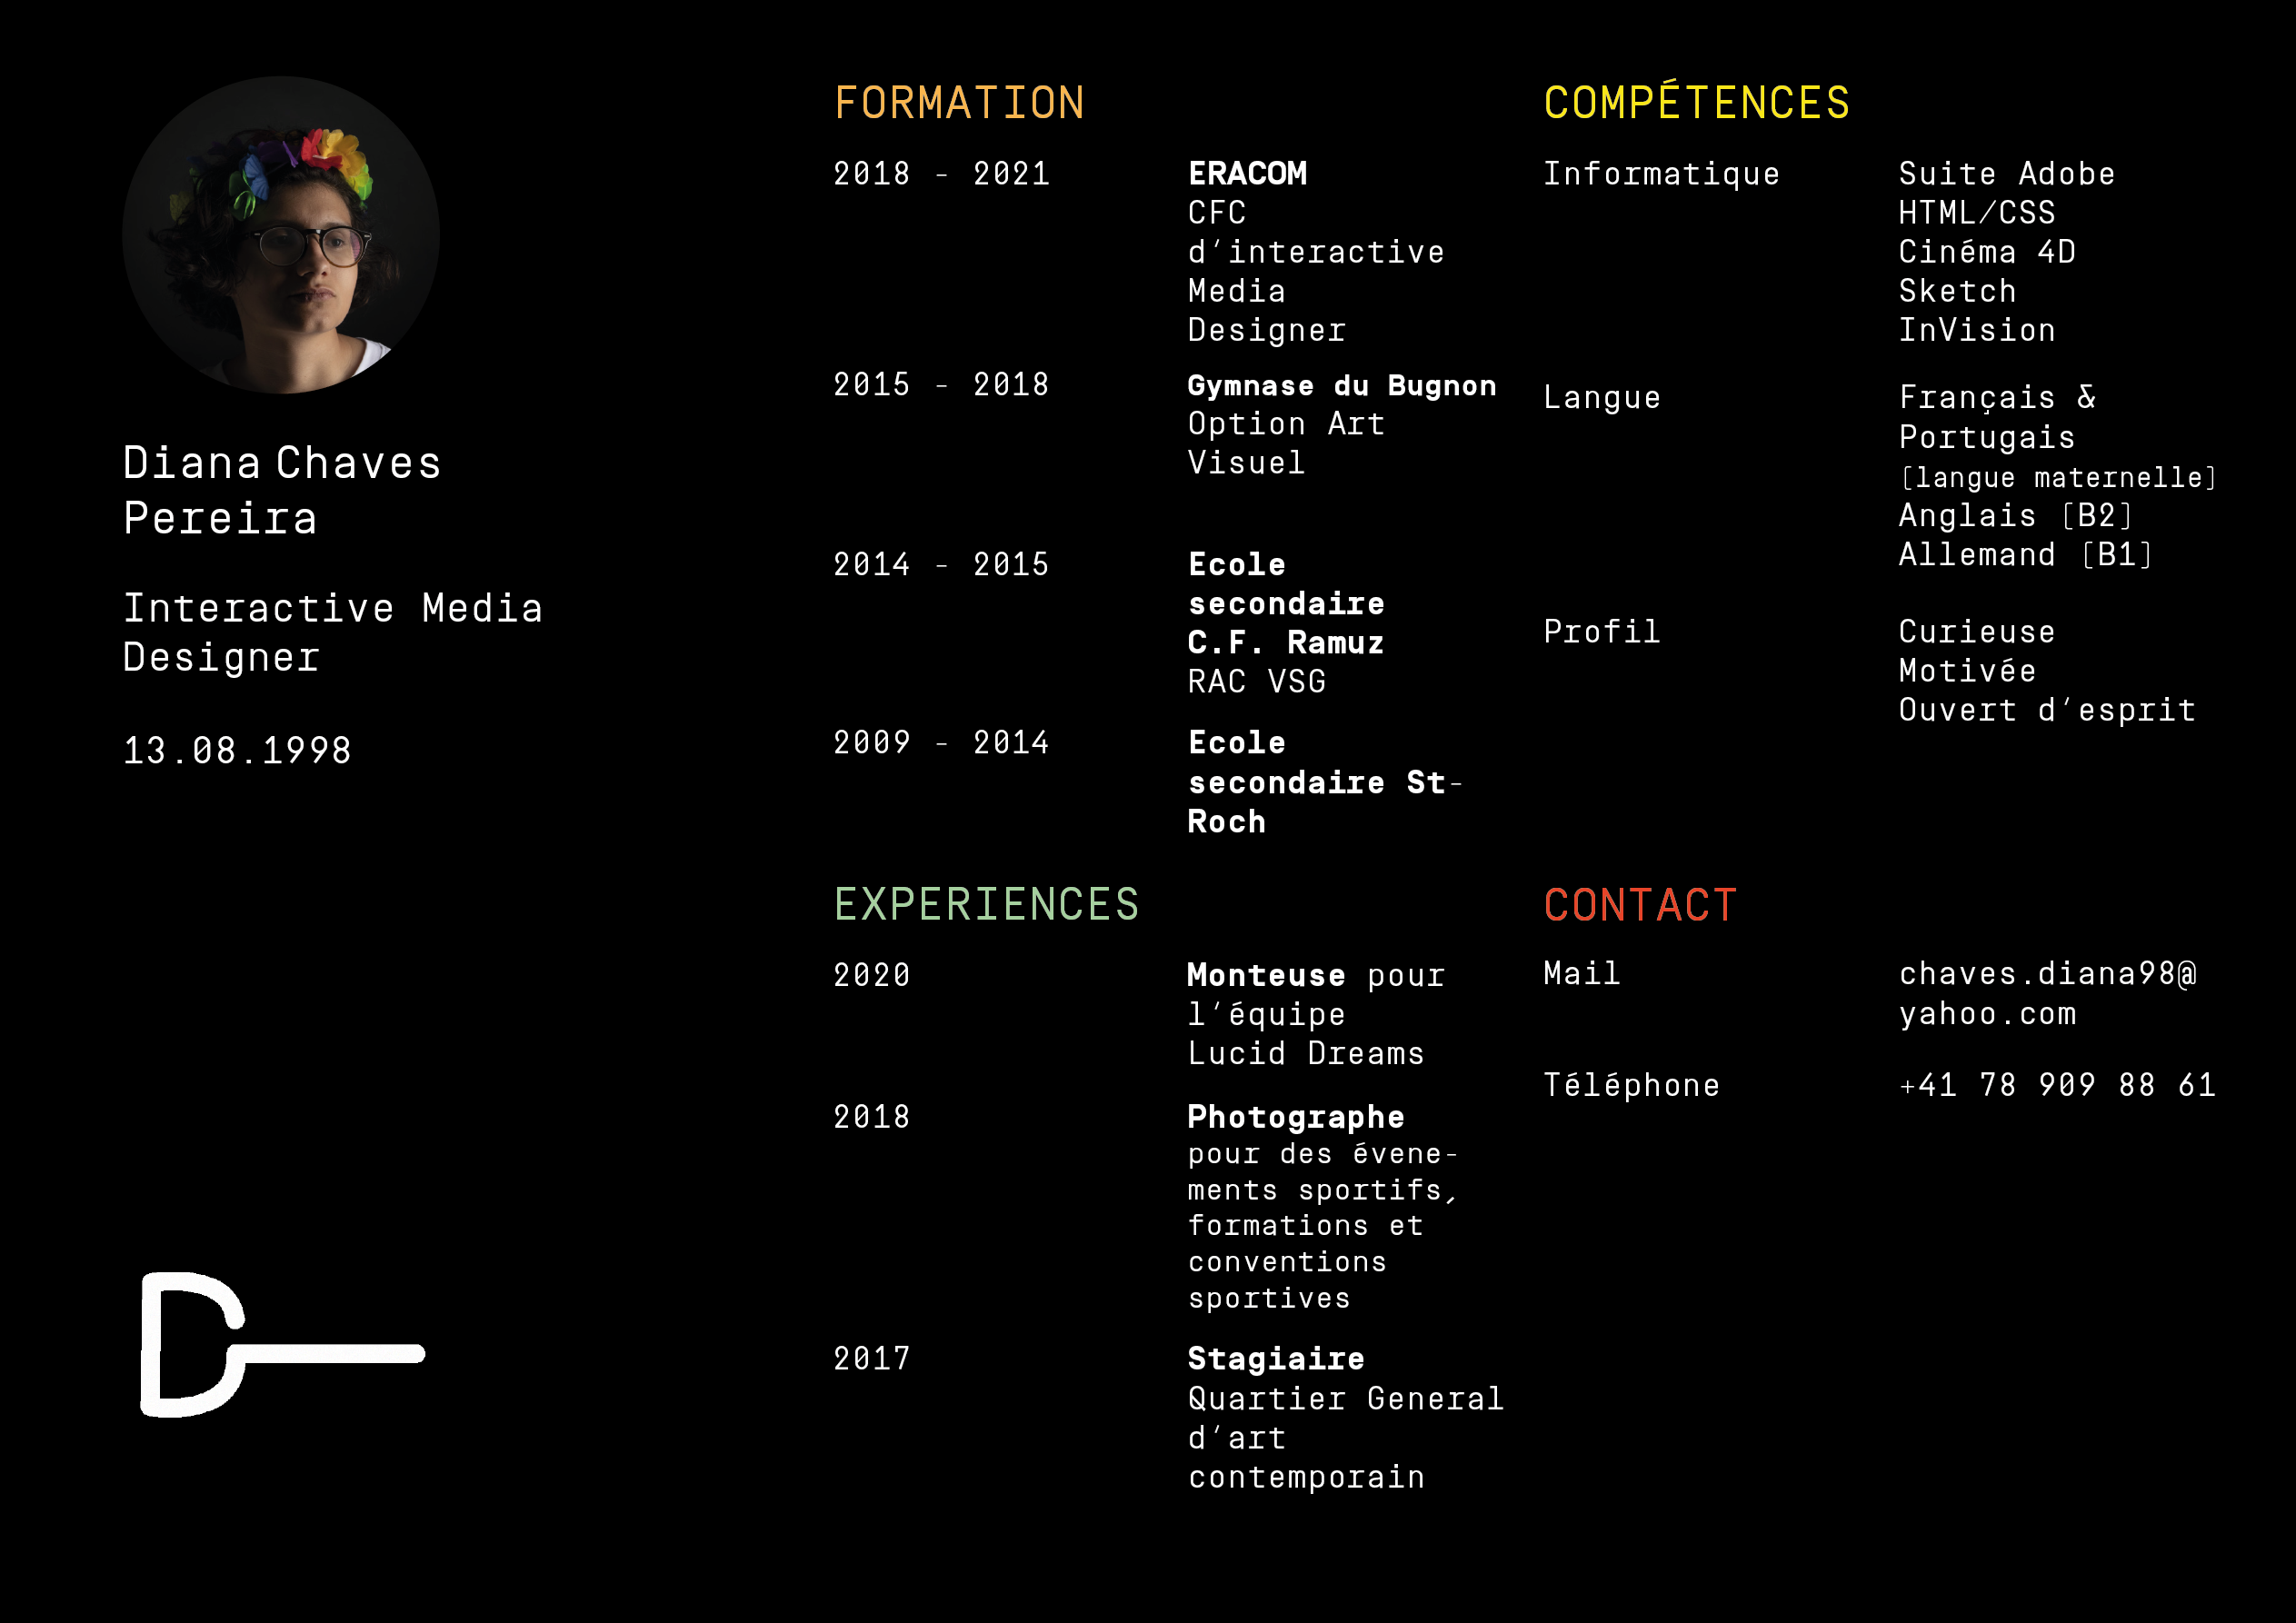 Diana Chaves
Pereira
Interactive Media
Designer
13.08.1998
D
FORMATION
2018 - 2021
ERACOM
CFC
d'interactive
Media
Designer
2015 - 2018
Gymnase du Bugnon
Option Art
Visuel
2014 - 2015
Ecole
secondaire
C.F. Ramuz
RAC VSG
2009 - 2014
Ecole
secondaire St-
Roch
EXPERIENCES
2020
Monteuse pour
l'équipe
Lucid Dreams
2018
Photographe
pour des évene-
ments sportifs,
formations et
conventions
sportives
2017
Stagiaire
Quartier General
d'art
contemporain
COMPÉTENCES
Informatique
Suite Adobe
HTML/CSS
Cinéma 4D
Sketch
InVision
Langue
Français &
Portugais
(langue maternelle)
Anglais (B2)
Allemand (B1)
Profil
Curieuse
Motivée
Ouvert d'esprit
CONTACT
Mail
chaves.diana98@
yahoo.com
Téléphone
+41 78 909 88 61